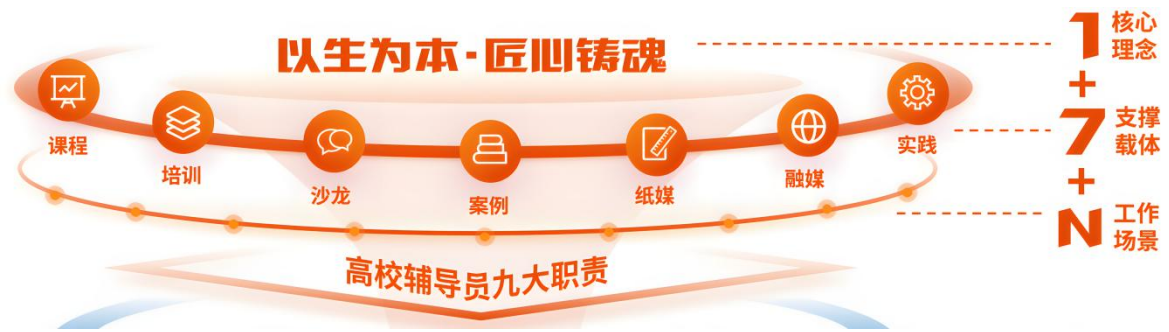 以生为本·匠心铸魂
1 核心理念
+
课程
培训
沙龙
案例
纸媒
融媒
实践
7 支撑载体
+
N 工作场景
高校辅导员九大职责